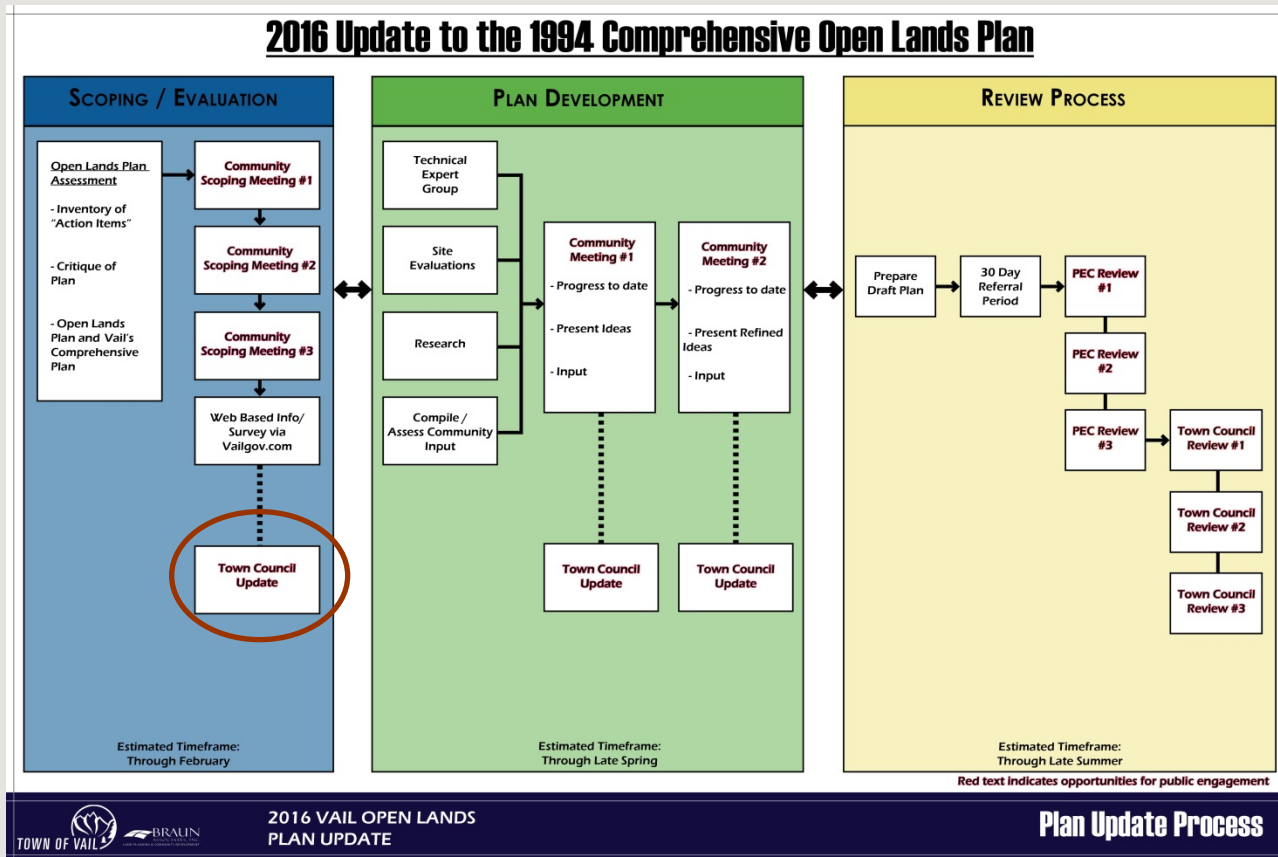 2016 Update to the 1994 Comprehensive Open Lands Plan
SCOPING / EVALUATION
Open Lands Plan
Assessment
- Inventory of
"Action Items"
- Critique of
Plan
- Open Lands
Plan and Vail's
Comprehensive
Plan
Community
Scoping Meeting #1
Community
Scoping Meeting #2
Community
Scoping Meeting #3
Web Based Info/
Survey via
Vailgov.com
Town Council
Update
Estimated Timeframe:
Through February
PLAN DEVELOPMENT
Technical
Expert
Group
Site
Evaluations
Research
Compile /
Assess Community
Input
Community
Meeting #1
- Progress to date
- Present Ideas
- Input
Community
Meeting #2
- Progress to date
- Present Refined
Ideas
- Input
Town Council
Update
Town Council
Update
Estimated Timeframe:
Through Late Spring
REVIEW PROCESS
Prepare
Draft Plan
30 Day
Referral
Period
PEC Review
#1
PEC Review
#2
PEC Review
#3
Town Council
Review #1
Town Council
Review #2
Town Council
Review #3
Estimated Timeframe:
Through Late Summer
Red text indicates opportunities for public engagement
TOWN OF VAIL
BRAUN
2016 VAIL OPEN LANDS
PLAN UPDATE
Plan Update Process